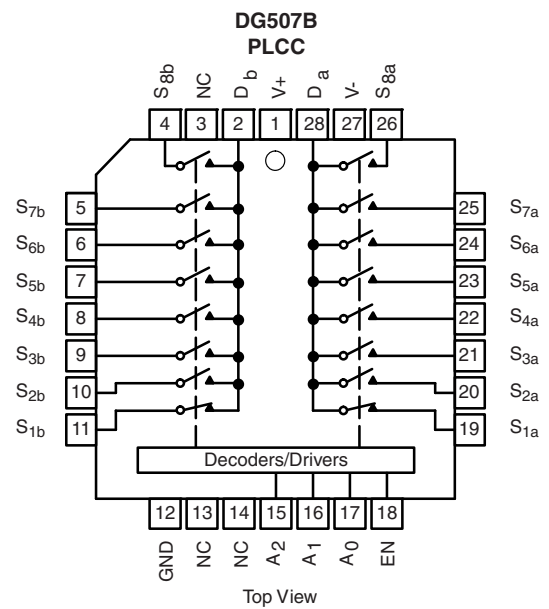 DG507B
PLCC
S8b NC Db V+ Da V- S8a
4 3 2 1 28 27 26
S7b 5 25 S7a
S6b 6 24 S6a
S5b 7 23 S5a
S4b 8 22 S4a
S3b 9 21 S3a
S2b 10 20 S2a
S1b 11 19 S1a
Decoders/Drivers
12 13 14 15 16 17 18
GND NC NC A2 A1 A0 EN
Top View